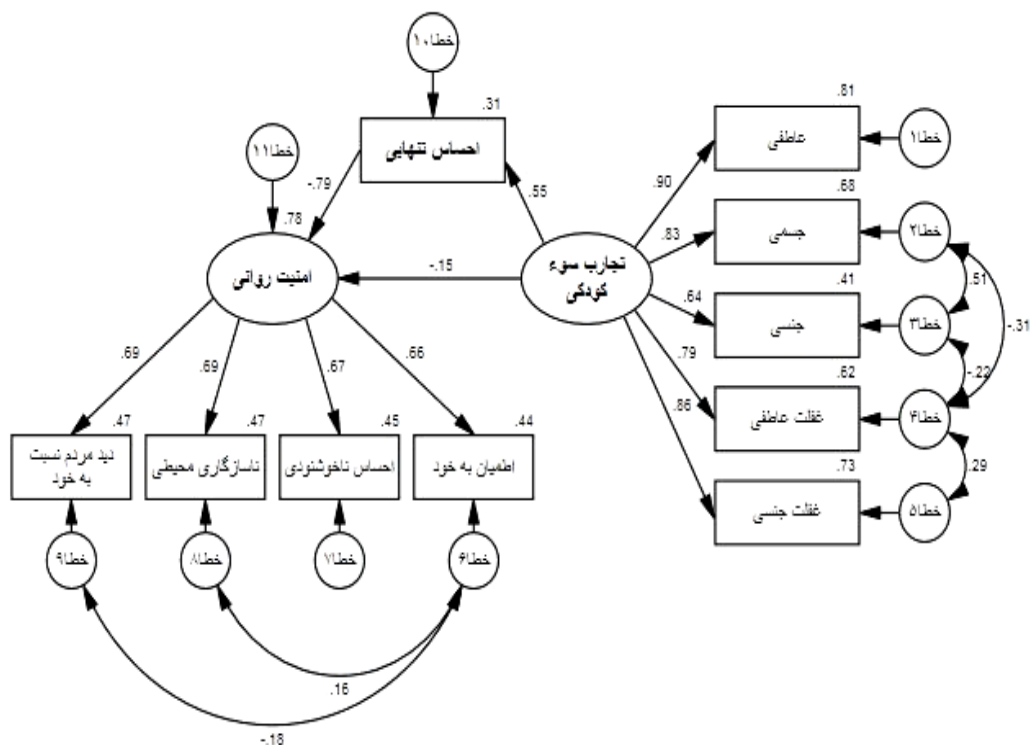 خطا۱۰
.31
احساس تنهایی
خطا۱۱
-.79
.55
.78
امنیت روانی
-.15
تجارب سوء
کودکی
.90
.83
.64
.79
.86
.81
عاطفی
خطا۱
.68
جسمی
خطا۲
.41
جنسی
خطا۳
.62
غفلت عاطفی
خطا۴
.73
غفلت جنسی
خطا۵
.51
-.31
-.22
.29
.69
.69
.67
.66
.47
دید مردم نسبت
به خود
.47
ناسازگاری محیطی
.45
احساس ناخوشنودی
.44
اطمیان به خود
خطا۹
خطا۸
خطا۷
خطا۶
.16
-.18